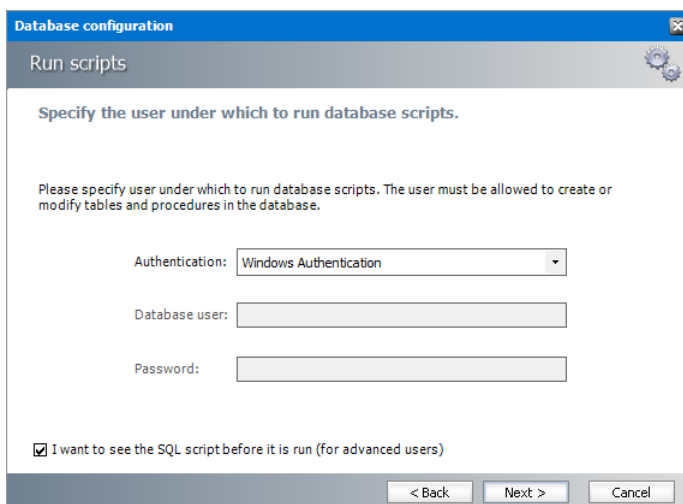 Database configuration
Run scripts
Specify the user under which to run database scripts.
Please specify user under which to run database scripts. The user must be allowed to create or
modify tables and procedures in the database.
Authentication: Windows Authentication
Database user:
Password:
I want to see the SQL script before it is run (for advanced users)
< Back Next > Cancel